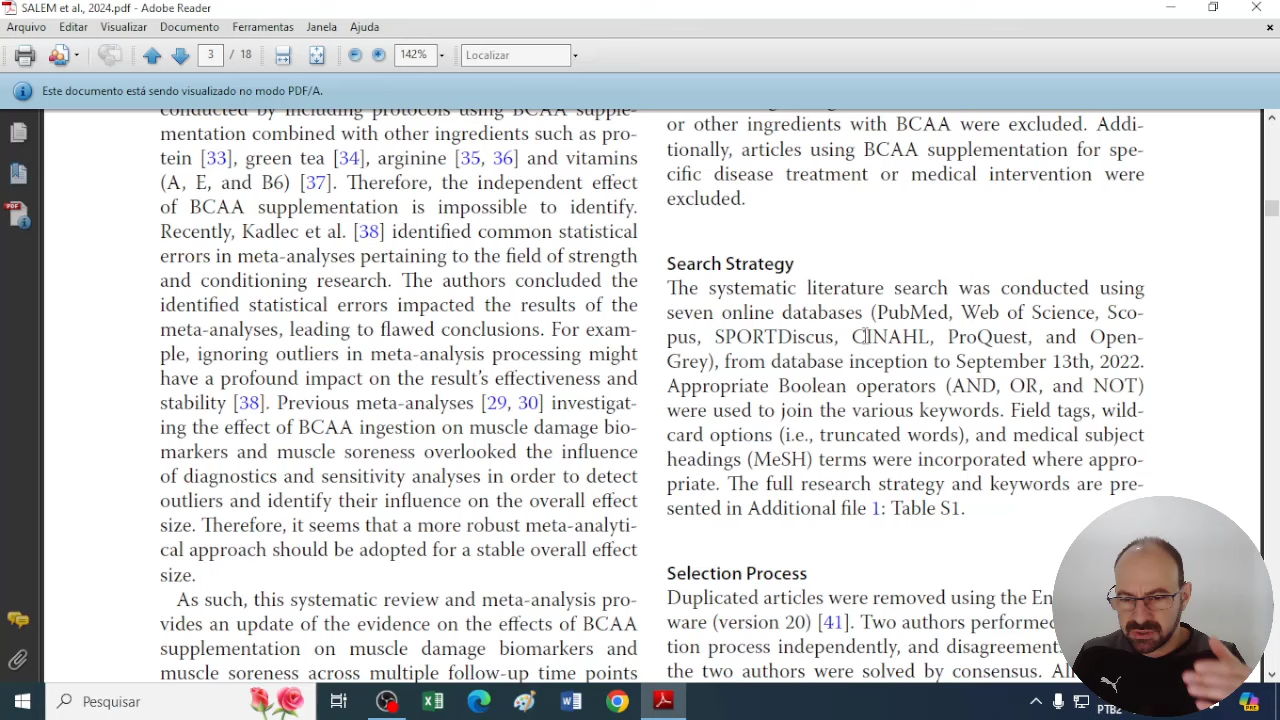 SALEM et al., 2024.pdf - Adobe Reader
Arquivo Editar Visualizar Documento Ferramentas Janela Ajuda
3 / 18 142% Localizar
Este documento está sendo visualizado no modo PDF/A.
conducted by including protocols using BCAA supple-
mentation combined with other ingredients such as pro-
tein [33], green tea [34], arginine [35, 36] and vitamins
(A, E, and B6) [37]. Therefore, the independent effect
of BCAA supplementation is impossible to identify.
Recently, Kadlec et al. [38] identified common statistical
errors in meta-analyses pertaining to the field of strength
and conditioning research. The authors concluded the
identified statistical errors impacted the results of the
meta-analyses, leading to flawed conclusions. For exam-
ple, ignoring outliers in meta-analysis processing might
have a profound impact on the result's effectiveness and
stability [38]. Previous meta-analyses [29, 30] investigat-
ing the effect of BCAA ingestion on muscle damage bio-
markers and muscle soreness overlooked the influence
of diagnostics and sensitivity analyses in order to detect
outliers and identify their influence on the overall effect
size. Therefore, it seems that a more robust meta-analyti-
cal approach should be adopted for a stable overall effect
size.
As such, this systematic review and meta-analysis pro-
vides an update of the evidence on the effects of BCAA
supplementation on muscle damage biomarkers and
muscle soreness across multiple follow-up time points
or other ingredients with BCAA were excluded. Addi-
tionally, articles using BCAA supplementation for spe-
cific disease treatment or medical intervention were
excluded.
Search Strategy
The systematic literature search was conducted using
seven online databases (PubMed, Web of Science, Sco-
pus, SPORTDiscus, CINAHL, ProQuest, and Open-
Grey), from database inception to September 13th, 2022.
Appropriate Boolean operators (AND, OR, and NOT)
were used to join the various keywords. Field tags, wild-
card options (i.e., truncated words), and medical subject
headings (MeSH) terms were incorporated where appro-
priate. The full research strategy and keywords are pre-
sented in Additional file 1: Table S1.
Selection Process
Duplicated articles were removed using the En
ware (version 20) [41]. Two authors performed
tion process independently, and disagreement
the two authors were solved by consensus. Al
Pesquisar